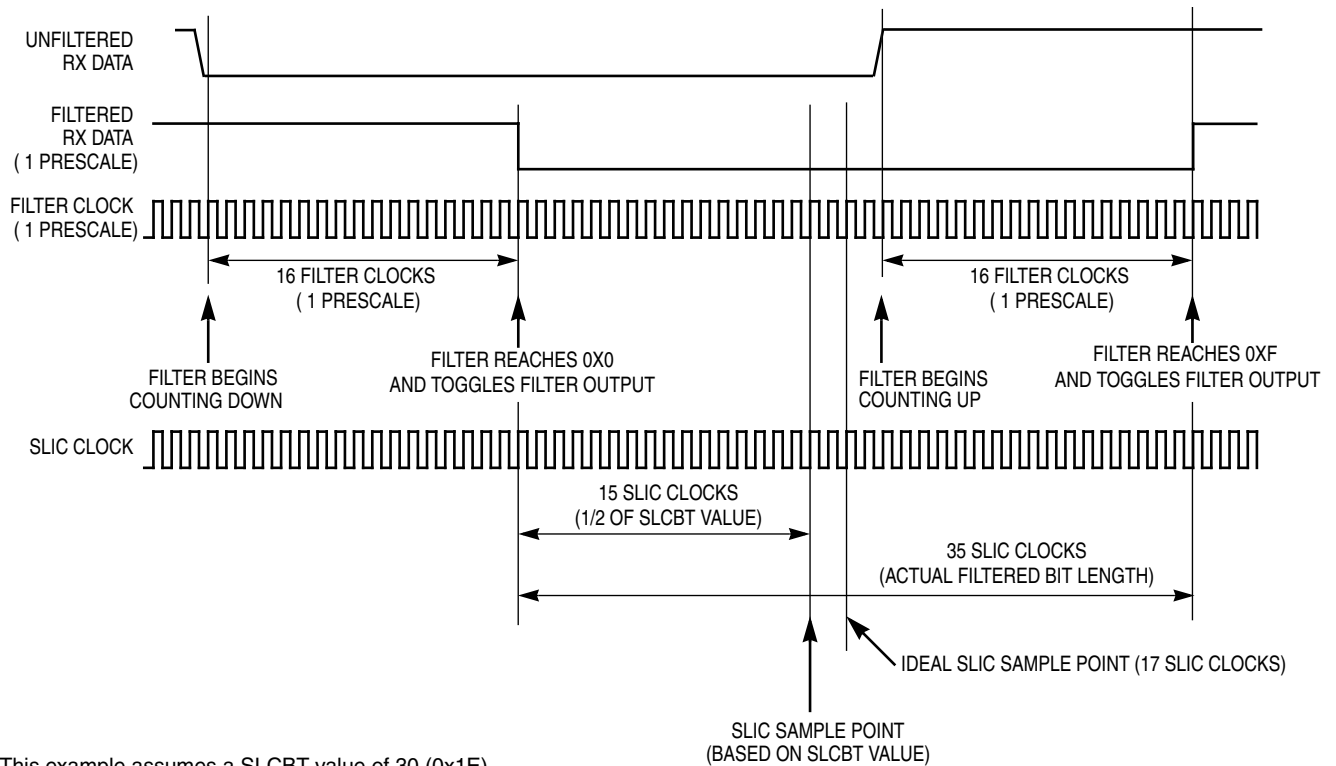 UNFILTERED
RX DATA
FILTERED
RX DATA
( 1 PRESCALE)
FILTER CLOCK
( 1 PRESCALE)
16 FILTER CLOCKS
( 1 PRESCALE)
16 FILTER CLOCKS
( 1 PRESCALE)
FILTER BEGINS
COUNTING DOWN
FILTER REACHES 0X0
AND TOGGLES FILTER OUTPUT
FILTER BEGINS
COUNTING UP
FILTER REACHES 0XF
AND TOGGLES FILTER OUTPUT
SLIC CLOCK
15 SLIC CLOCKS
(1/2 OF SLCBT VALUE)
35 SLIC CLOCKS
(ACTUAL FILTERED BIT LENGTH)
IDEAL SLIC SAMPLE POINT (17 SLIC CLOCKS)
SLIC SAMPLE POINT
(BASED ON SLCBT VALUE)
This example assumes a SLCBT value of 30 (0x1E)